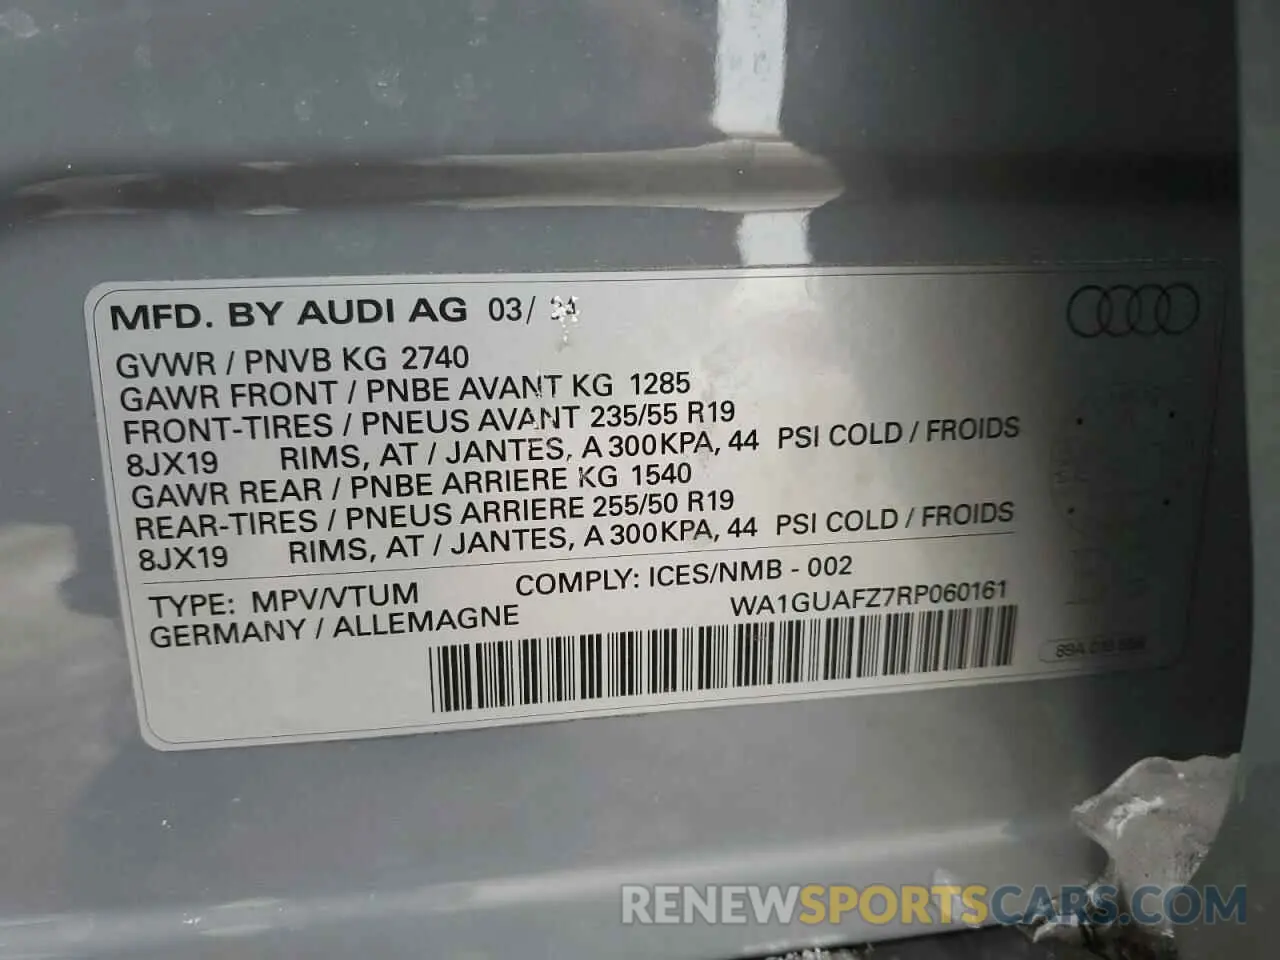 MFD. BY AUDI AG 03/
GVWR / PNVB KG 2740
GAWR FRONT / PNBE AVANT KG 1285
FRONT-TIRES / PNEUS AVANT 235/55 R19
8JX19 RIMS, AT / JANTES, A 300KPA, 44 PSI COLD / FROIDS
GAWR REAR / PNBE ARRIERE KG 1540
REAR-TIRES / PNEUS ARRIERE 255/50 R19
8JX19 RIMS, AT / JANTES, A 300KPA, 44 PSI COLD / FROIDS
TYPE: MPV/VTUM COMPLY: ICES/NMB - 002
GERMANY / ALLEMAGNE WA1GUAFZ7RP060161
RENEWSPORTSCARS.COM